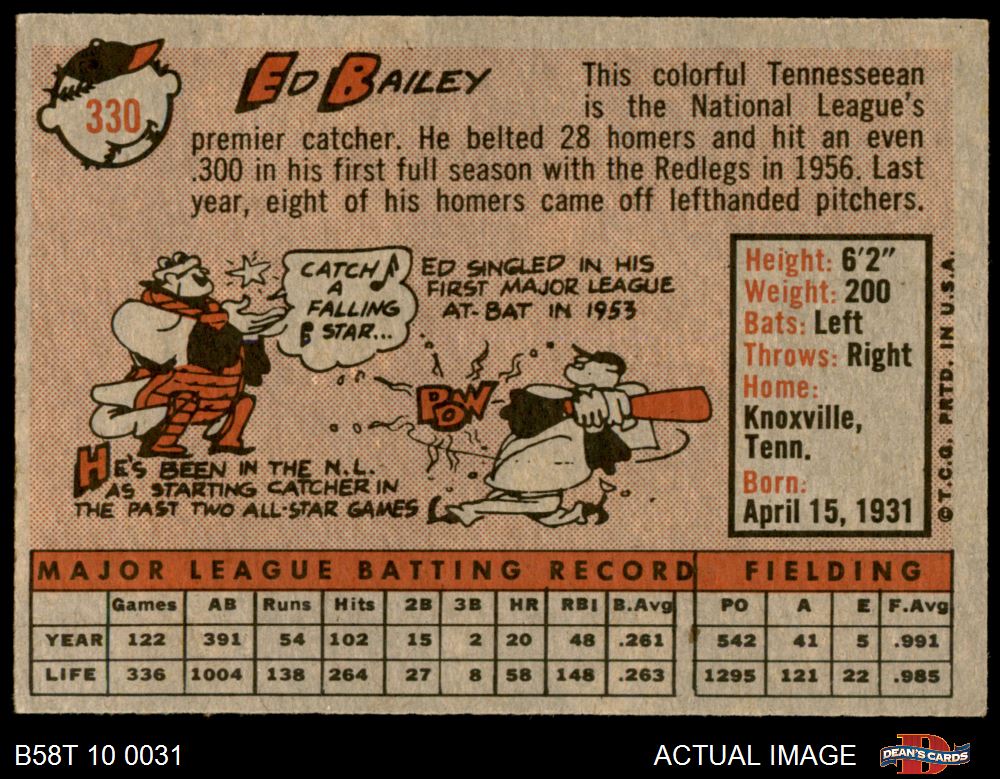 330
ED BAILEY
This colorful Tennesseean
is the National League's
premier catcher. He belted 28 homers and hit an even
.300 in his first full season with the Redlegs in 1956. Last
year, eight of his homers came off lefthanded pitchers.
CATCH
A
FALLING
STAR...
ED SINGLED IN HIS
FIRST MAJOR LEAGUE
AT-BAT IN 1953
POW
HE'S BEEN IN THE N.L.
AS STARTING CATCHER IN
THE PAST TWO ALL-STAR GAMES
Height: 6'2"
Weight: 200
Bats: Left
Throws: Right
Home:
Knoxville,
Tenn.
Born:
April 15, 1931
©T.C.G. PRTD. IN U.S.A.
MAJOR LEAGUE BATTING RECORD FIELDING
Games AB Runs Hits 2B 3B HR RBI B.Avg PO A E F.Avg
YEAR 122 391 54 102 15 2 20 48 .261 542 41 5 .991
LIFE 336 1004 138 264 27 8 58 148 .263 1295 121 22 .985
B58T 10 0031 ACTUAL IMAGE DEAN'S CARDS